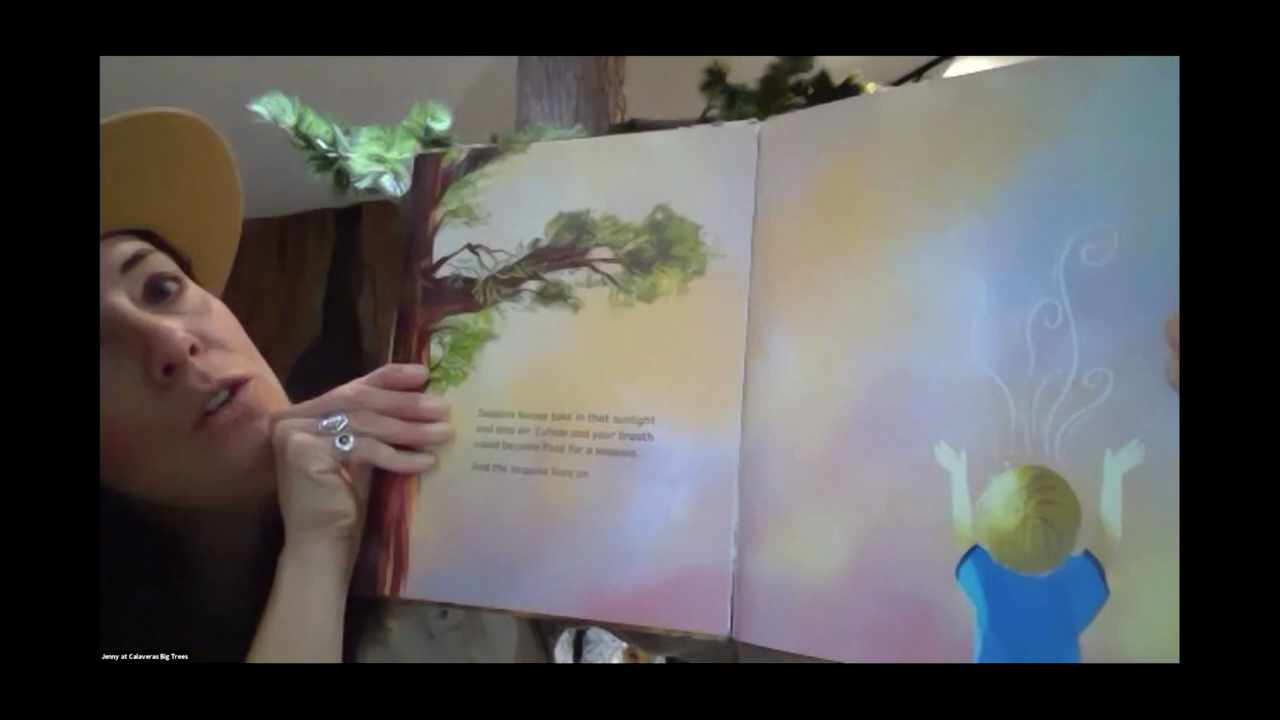 Sequoia leaves take in that sunlight
and also air. Exhale and your breath
could become food for a sequoia.
And the sequoia lives on.
Jenny at Calaveras Big Trees